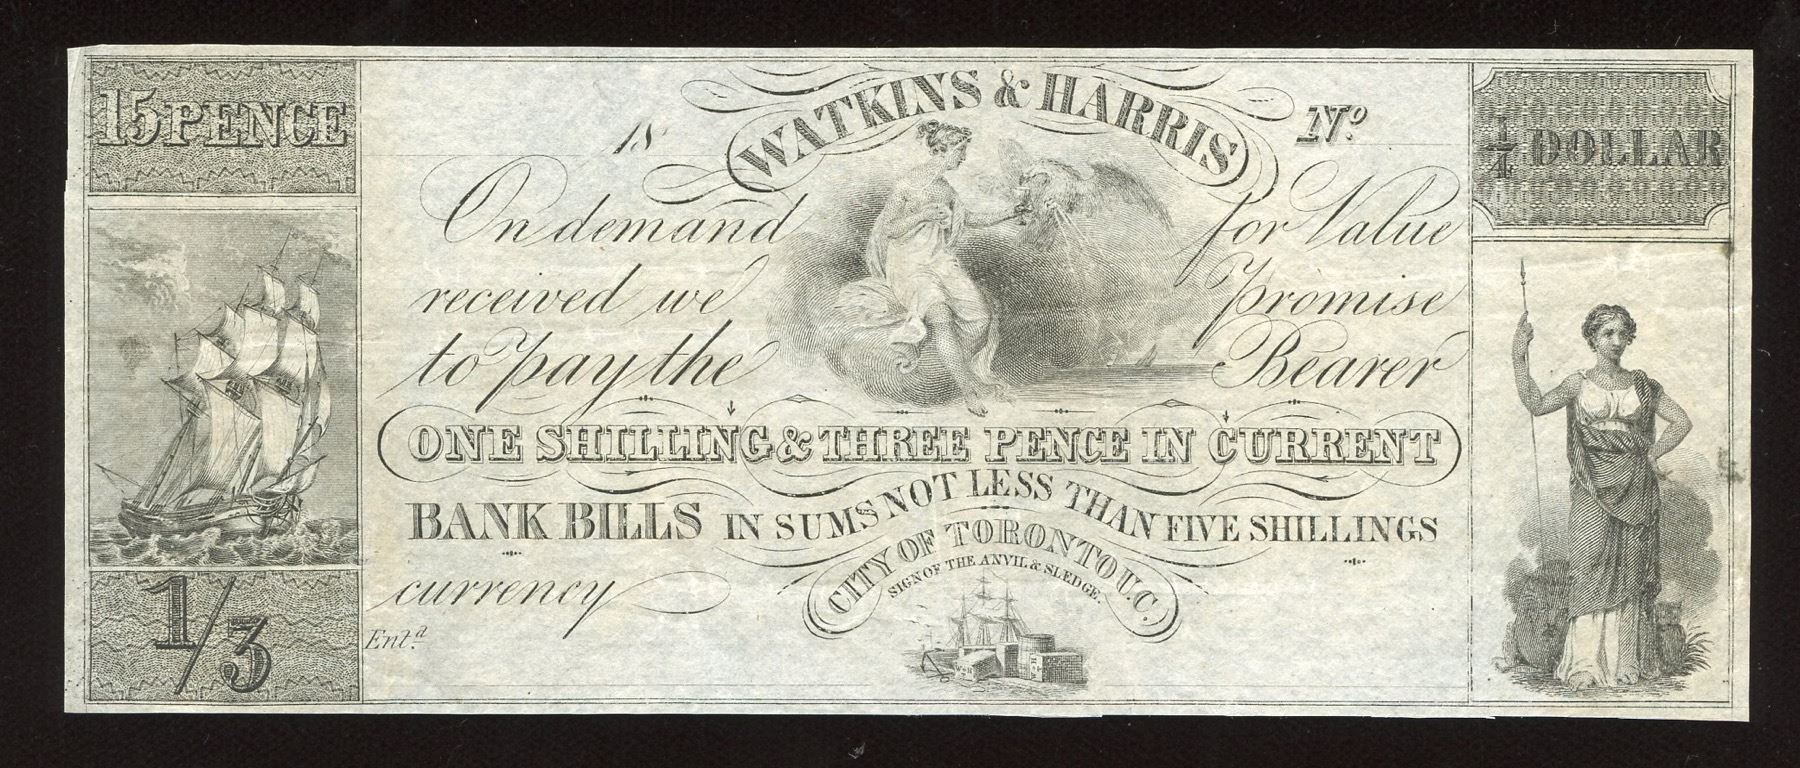 15 PENCE
18
WATKINS & HARRIS
No.
1/4 DOLLAR
On demand for Value
received we Promise
to pay the Bearer
ONE SHILLING & THREE PENCE IN CURRENT
BANK BILLS IN SUMS NOT LESS THAN FIVE SHILLINGS
currency
CITY OF TORONTO U.C.
SIGN OF THE ANVIL & SLEDGE.
1/3
Entd.
W&H